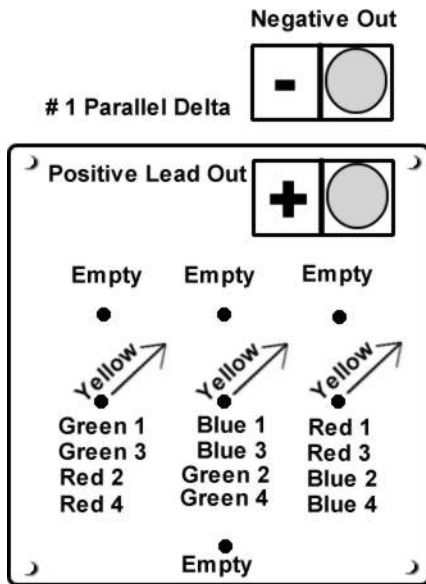 Negative Out
-
# 1 Parallel Delta
Positive Lead Out
+
Empty Empty Empty
Yellow Yellow Yellow
Green 1
Green 3
Red 2
Red 4
Blue 1
Blue 3
Green 2
Green 4
Red 1
Red 3
Blue 2
Blue 4
Empty